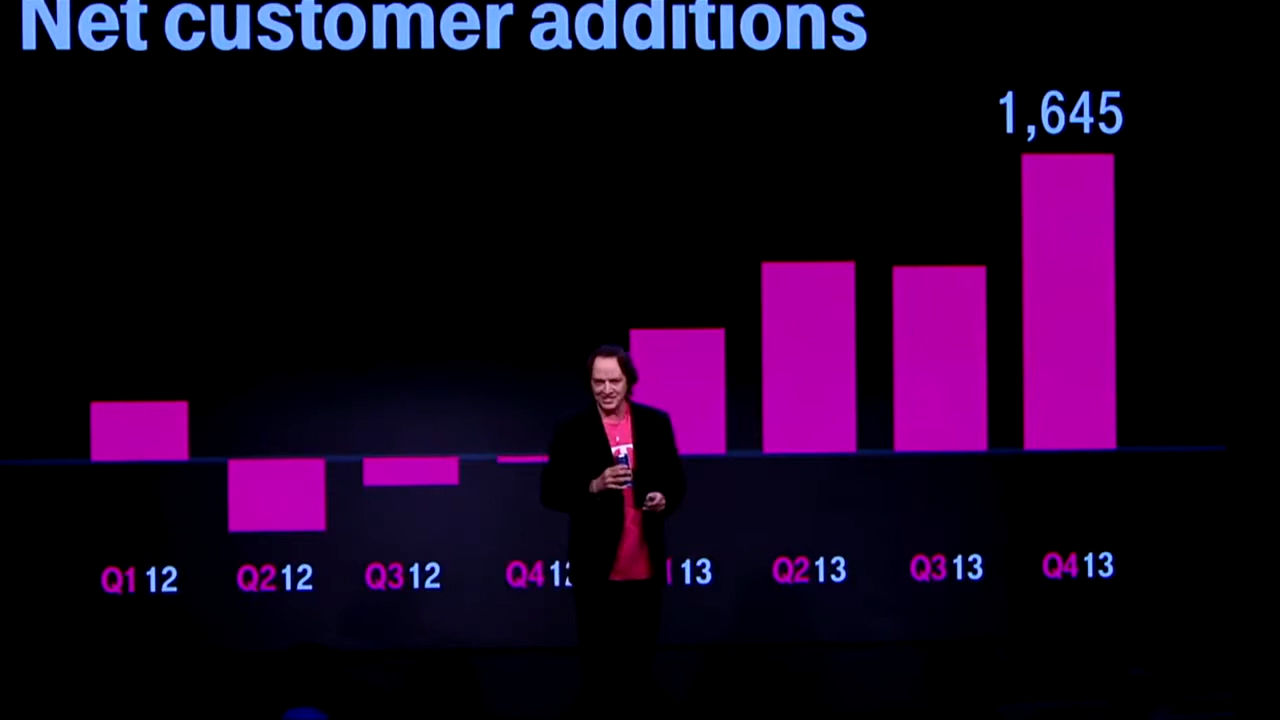 Net customer additions
1,645
Q1 12 Q2 12 Q3 12 Q4 12 13 Q2 13 Q3 13 Q4 13
T